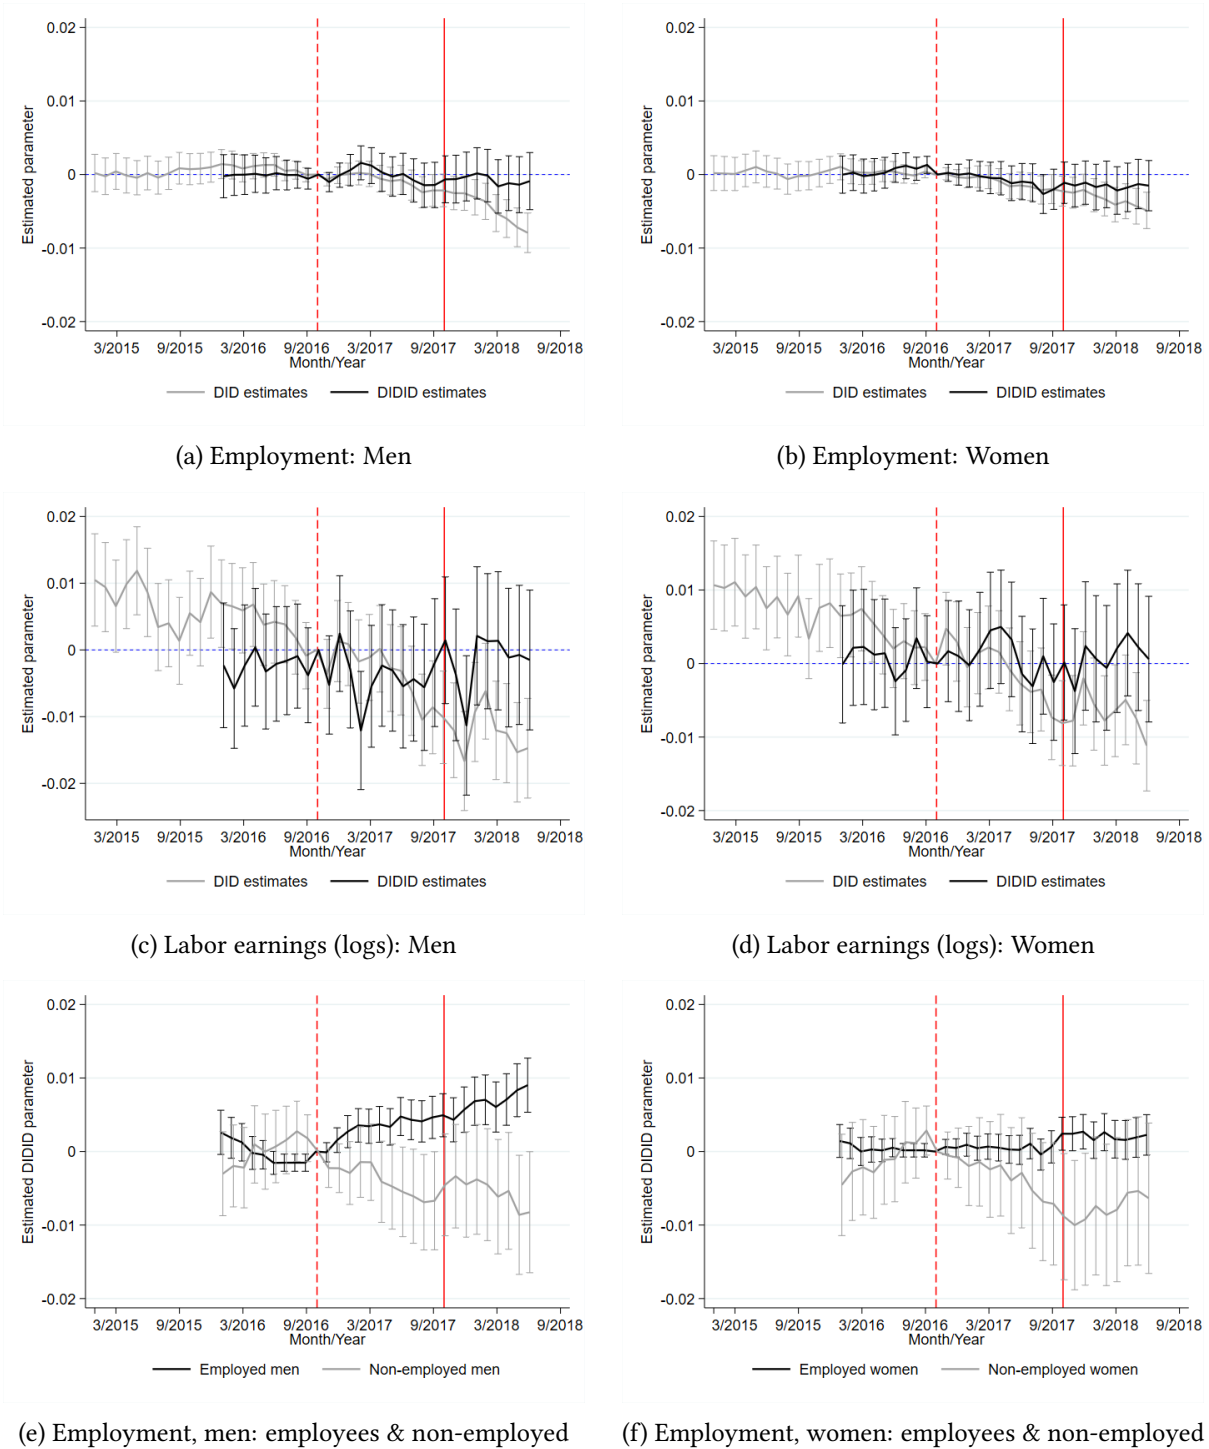 0.02
0.01
0
-0.01
-0.02
Estimated parameter
3/2015 9/2015 3/2016 9/2016 3/2017 9/2017 3/2018 9/2018
Month/Year
DID estimates DIDID estimates
(a) Employment: Men
0.02
0.01
0
-0.01
-0.02
Estimated parameter
3/2015 9/2015 3/2016 9/2016 3/2017 9/2017 3/2018 9/2018
Month/Year
DID estimates DIDID estimates
(b) Employment: Women
0.02
0.01
0
-0.01
-0.02
Estimated parameter
3/2015 9/2015 3/2016 9/2016 3/2017 9/2017 3/2018 9/2018
Month/Year
DID estimates DIDID estimates
(c) Labor earnings (logs): Men
0.02
0.01
0
-0.01
-0.02
Estimated parameter
3/2015 9/2015 3/2016 9/2016 3/2017 9/2017 3/2018 9/2018
Month/Year
DID estimates DIDID estimates
(d) Labor earnings (logs): Women
0.02
0.01
0
-0.01
-0.02
Estimated DIDID parameter
3/2015 9/2015 3/2016 9/2016 3/2017 9/2017 3/2018 9/2018
Month/Year
Employed men Non-employed men
(e) Employment, men: employees & non-employed
0.02
0.01
0
-0.01
-0.02
Estimated DIDID parameter
3/2015 9/2015 3/2016 9/2016 3/2017 9/2017 3/2018 9/2018
Month/Year
Employed women Non-employed women
(f) Employment, women: employees & non-employed